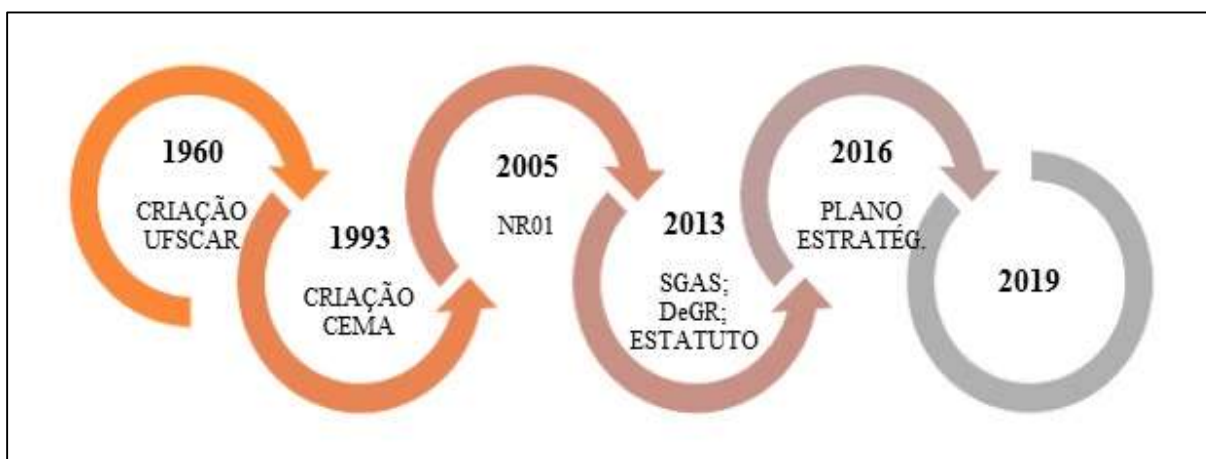 1960
CRIAÇÃO
UFSCAR
1993
CRIAÇÃO
CEMA
2005
NR01
2013
SGAS;
DeGR;
ESTATUTO
2016
PLANO
ESTRATÉG.
2019